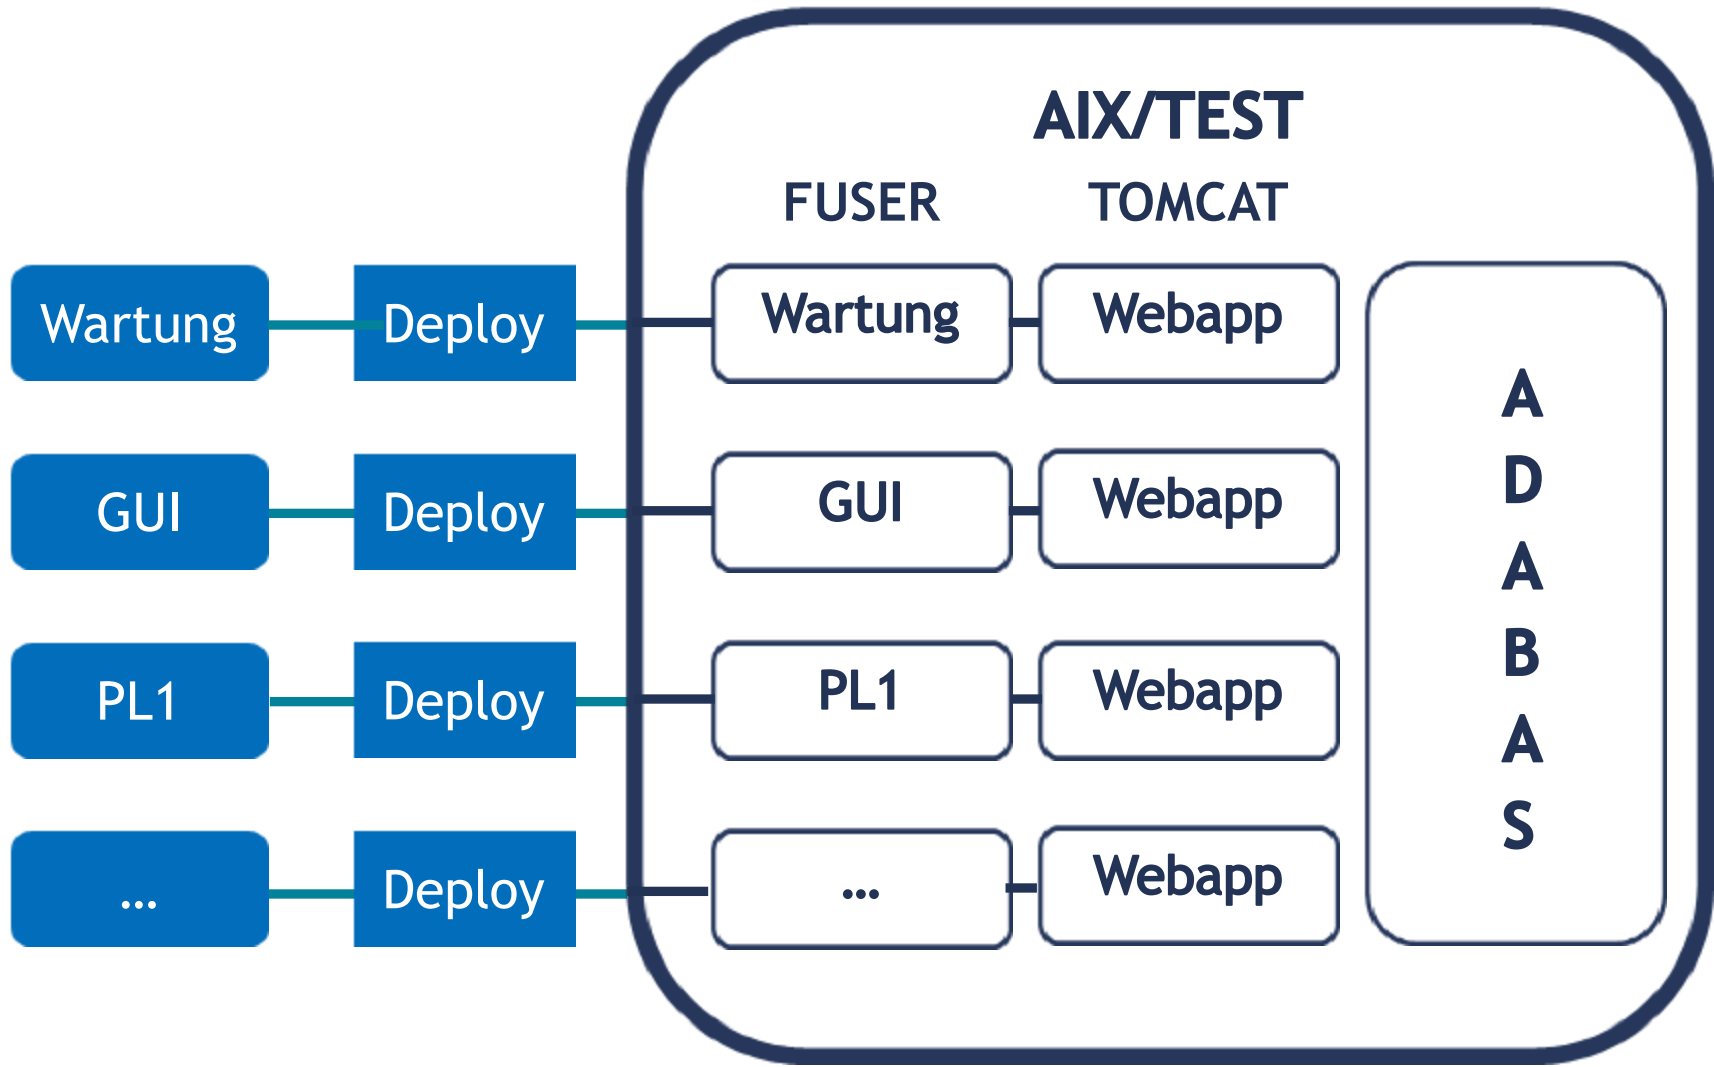 AIX/TEST
FUSER TOMCAT
Wartung Deploy Wartung Webapp
GUI Deploy GUI Webapp
PL1 Deploy PL1 Webapp
... Deploy ... Webapp
A
D
A
B
A
S